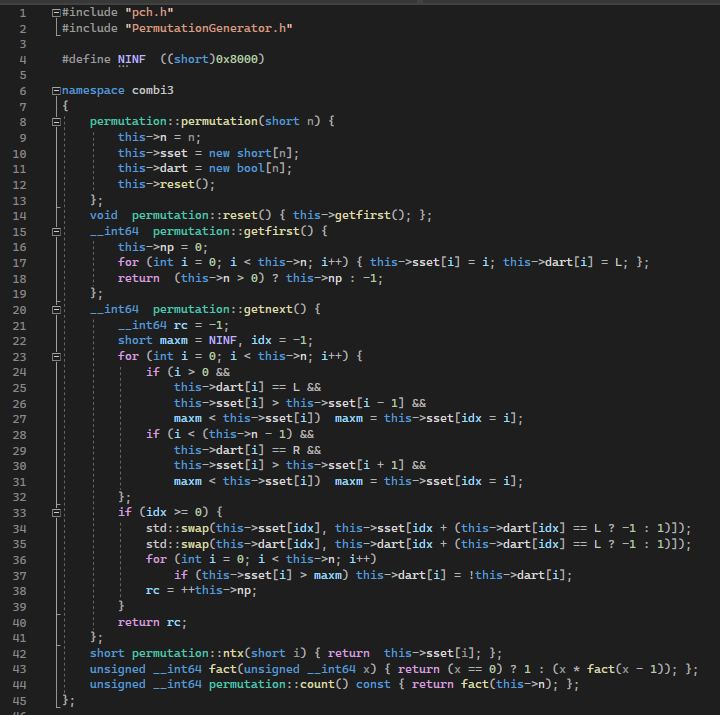 1 #include "pch.h"
2 #include "PermutationGenerator.h"
3
4 #define NINF  ((short)0x8000)
5
6 namespace combi3
7 {
8     permutation::permutation(short n) {
9         this->n = n;
10         this->sset = new short[n];
11         this->dart = new bool[n];
12         this->reset();
13     };
14     void  permutation::reset() { this->getfirst(); };
15     __int64  permutation::getfirst() {
16         this->np = 0;
17         for (int i = 0; i < this->n; i++) { this->sset[i] = i; this->dart[i] = L; };
18         return  (this->n > 0) ? this->np : -1;
19     };
20     __int64  permutation::getnext() {
21         __int64 rc = -1;
22         short maxm = NINF, idx = -1;
23         for (int i = 0; i < this->n; i++) {
24             if (i > 0 &&
25                 this->dart[i] == L &&
26                 this->sset[i] > this->sset[i - 1] &&
27                 maxm < this->sset[i])  maxm = this->sset[idx = i];
28             if (i < (this->n - 1) &&
29                 this->dart[i] == R &&
30                 this->sset[i] > this->sset[i + 1] &&
31                 maxm < this->sset[i])  maxm = this->sset[idx = i];
32         };
33         if (idx >= 0) {
34             std::swap(this->sset[idx], this->sset[idx + (this->dart[idx] == L ? -1 : 1)]);
35             std::swap(this->dart[idx], this->dart[idx + (this->dart[idx] == L ? -1 : 1)]);
36             for (int i = 0; i < this->n; i++)
37                 if (this->sset[i] > maxm) this->dart[i] = !this->dart[i];
38             rc = ++this->np;
39         }
40         return rc;
41     };
42     short permutation::ntx(short i) { return  this->sset[i]; };
43     unsigned __int64 fact(unsigned __int64 x) { return (x == 0) ? 1 : (x * fact(x - 1)); };
44     unsigned __int64 permutation::count() const { return fact(this->n); };
45 };